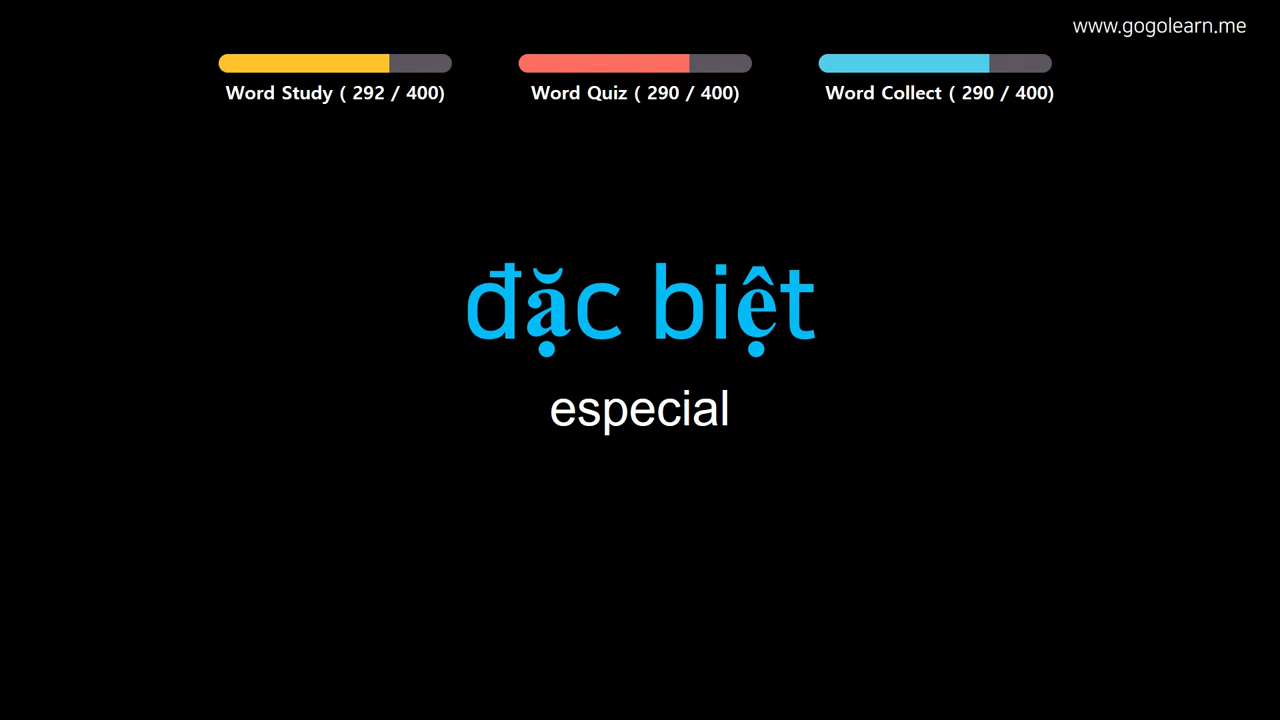 www.gogolearn.me
Word Study ( 292 / 400)
Word Quiz ( 290 / 400)
Word Collect ( 290 / 400)
đặc biệt
especial